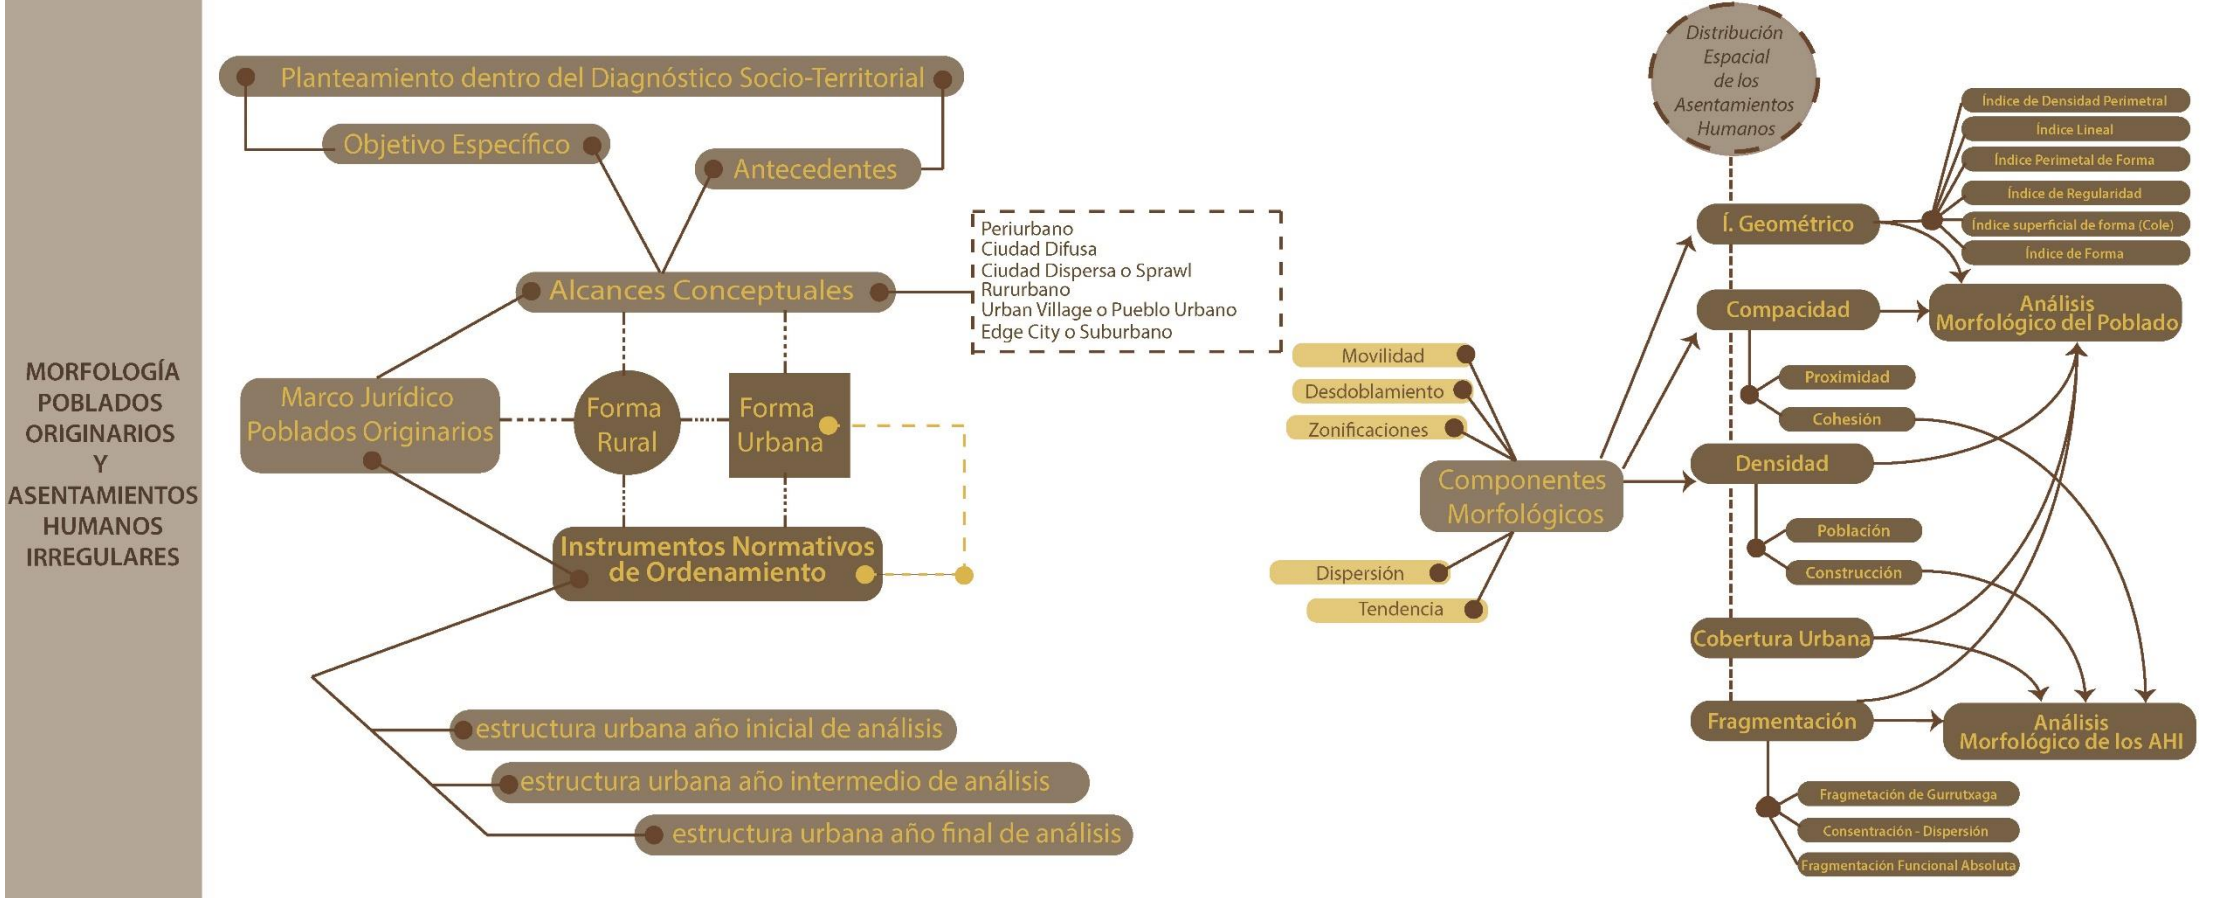 MORFOLOGÍA
POBLADOS
ORIGINARIOS
Y
ASENTAMIENTOS
HUMANOS
IRREGULARES
Planteamiento dentro del Diagnóstico Socio-Territorial
Objetivo Específico
Antecedentes
Alcances Conceptuales
Periurbano
Ciudad Difusa
Ciudad Dispersa o Sprawl
Rururbano
Urban Village o Pueblo Urbano
Edge City o Suburbano
Marco Jurídico
Poblados Originarios
Forma
Rural
Forma
Urbana
Instrumentos Normativos
de Ordenamiento
estructura urbana año inicial de análisis
estructura urbana año intermedio de análisis
estructura urbana año final de análisis
Movilidad
Desdoblamiento
Zonificaciones
Componentes
Morfológicos
Dispersión
Tendencia
Distribución
Espacial
de los
Asentamientos
Humanos
Í. Geométrico
Índice de Densidad Perimetral
Índice Lineal
Índice Perimetal de Forma
Índice de Regularidad
Índice superficial de forma (Cole)
Índice de Forma
Compacidad
Análisis
Morfológico del Poblado
Proximidad
Cohesión
Densidad
Población
Construcción
Cobertura Urbana
Fragmentación
Análisis
Morfológico de los AHI
Fragmetación de Gurrutxaga
Consentración - Dispersión
Fragmentación Funcional Absoluta